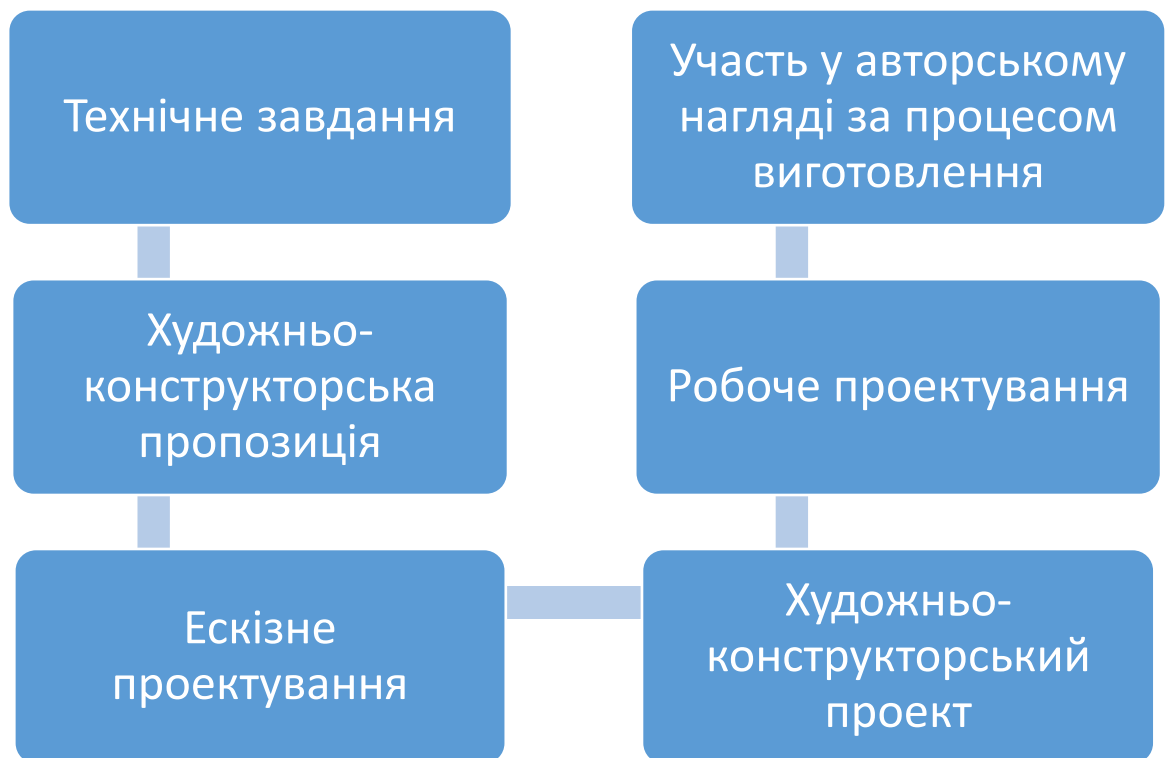 Технічне завдання
Художньо-
конструкторська
пропозиція
Ескізне
проектування
Художньо-
конструкторський
проект
Робоче проектування
Участь у авторському
нагляді за процесом
виготовлення